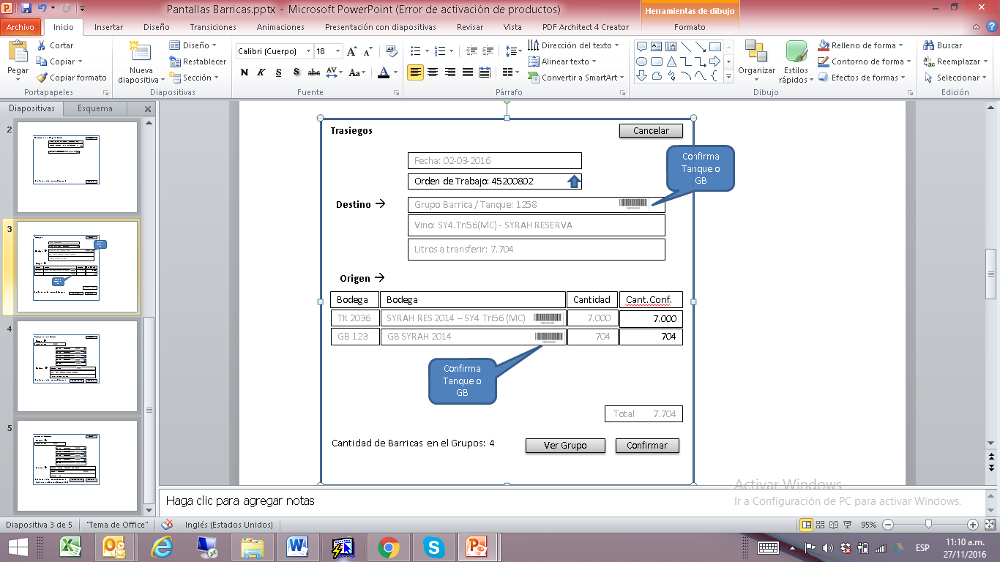 Pantallas Barricas.pptx - Microsoft PowerPoint (Error de activación de productos)
Herramientas de dibujo
Archivo
Inicio
Insertar
Diseño
Transiciones
Animaciones
Presentación con diapositivas
Revisar
Vista
PDF Architect 4 Creator
Formato
Pegar
Cortar
Copiar
Copiar formato
Portapapeles
Nueva
diapositiva
Diseño
Restablecer
Sección
Diapositivas
Calibri (Cuerpo)
18
N K S S abc AV Aa A
Fuente
Dirección del texto
Alinear texto
Convertir a SmartArt
Párrafo
Organizar
Estilos
rápidos
Relleno de forma
Contorno de forma
Efectos de formas
Dibujo
Buscar
Reemplazar
Seleccionar
Edición
Diapositivas
Esquema
2
3
4
5
Trasiegos
Cancelar
Fecha: 02-03-2016
Orden de Trabajo: 45200802
Confirma
Tanque o
GB
Destino →
Grupo Barrica / Tanque: 1258
Vino: SY4.Tri56(MC) - SYRAH RESERVA
Litros a transferir: 7.704
Origen →
Bodega Bodega Cantidad Cant.Conf.
TK 2036 SYRAH RES 2014 – SY4 Tri56 (MC) 7.000 7.000
GB 123 GB SYRAH 2014 704 704
Confirma
Tanque o
GB
Total 7.704
Cantidad de Barricas en el Grupos: 4
Ver Grupo
Confirmar
Activar Windows
Ir a Configuración de PC para activar Windows.
Haga clic para agregar notas
Diapositiva 3 de 5
"Tema de Office"
Inglés (Estados Unidos)
95%
ESP
11:10 a.m.
27/11/2016